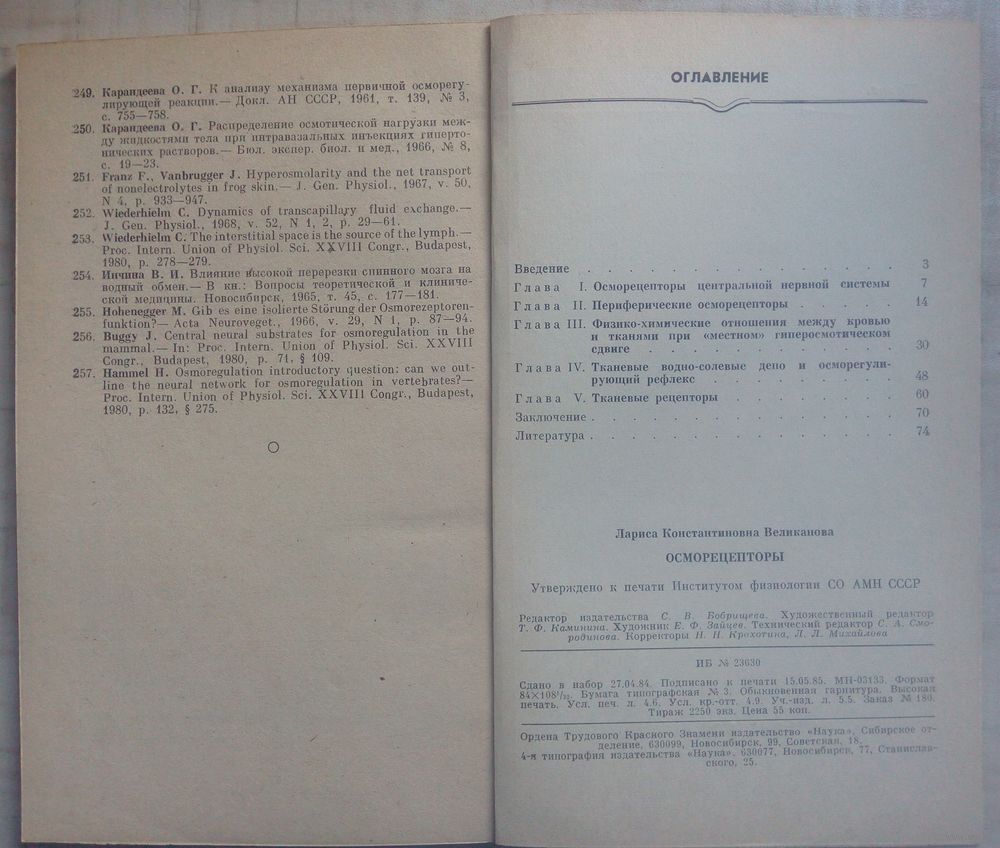 249. Карандеева О. Г. К анализу механизма первичной осморегу-
лирующей реакции.— Докл. АН СССР, 1961, т. 139, № 3,
с. 755—758.
250. Карандеева О. Г. Распределение осмотической нагрузки меж-
ду жидкостями тела при интравазальных инъекциях гиперто-
нических растворов.— Бюл. экспер. биол. и мед., 1966, № 8,
с. 19—23.
251. Franz F., Vanbrugger J. Hyperosmolarity and the net transport
of nonelectrolytes in frog skin.— J. Gen. Physiol., 1967, v. 50,
N 4, p. 933—947.
252. Wiederhielm C. Dynamics of transcapillary fluid exchange.—
J. Gen. Physiol., 1968, v. 52, N 1, 2, p. 29—61.
253. Wiederhielm C. The interstitial space is the source of the lymph.—
Proc. Intern. Union of Physiol. Sci. XXVIII Congr., Budapest,
1980, p. 278—279.
254. Инчина В. И. Влияние высокой перерезки спинного мозга на
водный обмен.— В кн.: Вопросы теоретической и клиниче-
ской медицины. Новосибирск, 1965, т. 45, с. 177—181.
255. Hohenegger M. Gib es eine isolierte Störung der Osmorezeptoren-
funktion?— Acta Neuroveget., 1966, v. 29, N 1, p. 87—94.
256. Buggy J. Central neural substrates for osmoregulation in the
mammal.— In: Proc. Intern. Union of Physiol. Sci. XXVIII
Congr., Budapest, 1980, p. 71, § 109.
257. Hammel H. Osmoregulation introductory question: can we out-
line the neural network for osmoregulation in vertebrates?—
Proc. Intern. Union of Physiol. Sci. XXVIII Congr., Budapest,
1980, p. 132, § 275.
ОГЛАВЛЕНИЕ
Введение . . . . . . . . . . . . . . . . 3
Глава I. Осморецепторы центральной нервной системы 7
Глава II. Периферические осморецепторы . . . . . 14
Глава III. Физико-химические отношения между кровью
и тканями при «местном» гиперосмотическом
сдвиге . . . . . . . . . . . . 30
Глава IV. Тканевые водно-солевые депо и осморегули-
рующий рефлекс . . . . . . . . . 48
Глава V. Тканевые рецепторы . . . . . . . . 60
Заключение . . . . . . . . . . . . . . . 70
Литература . . . . . . . . . . . . . . . 74
Лариса Константиновна Великанова
ОСМОРЕЦЕПТОРЫ
Утверждено к печати Институтом физиологии СО АМН СССР
Редактор издательства С. В. Бобрищева. Художественный редактор
Т. Ф. Каминина. Художник Е. Ф. Зайцев. Технический редактор С. А. Смо-
родинова. Корректоры Н. Н. Крохотина, Л. Л. Михайлова
ИБ № 23630
Сдано в набор 27.04.84. Подписано к печати 15.05.85. МН-03133. Формат
84×108¹/₃₂. Бумага типографская № 3. Обыкновенная гарнитура. Высокая
печать. Усл. печ. л. 4.6. Усл. кр.-отт. 4.9. Уч.-изд. л. 5.5. Заказ № 180.
Тираж 2250 экз. Цена 55 коп.
Ордена Трудового Красного Знамени издательство «Наука», Сибирское от-
деление, 630099, Новосибирск, 99, Советская, 18.
4-я типография издательства «Наука». 630077, Новосибирск, 77, Станислав-
ского, 25.